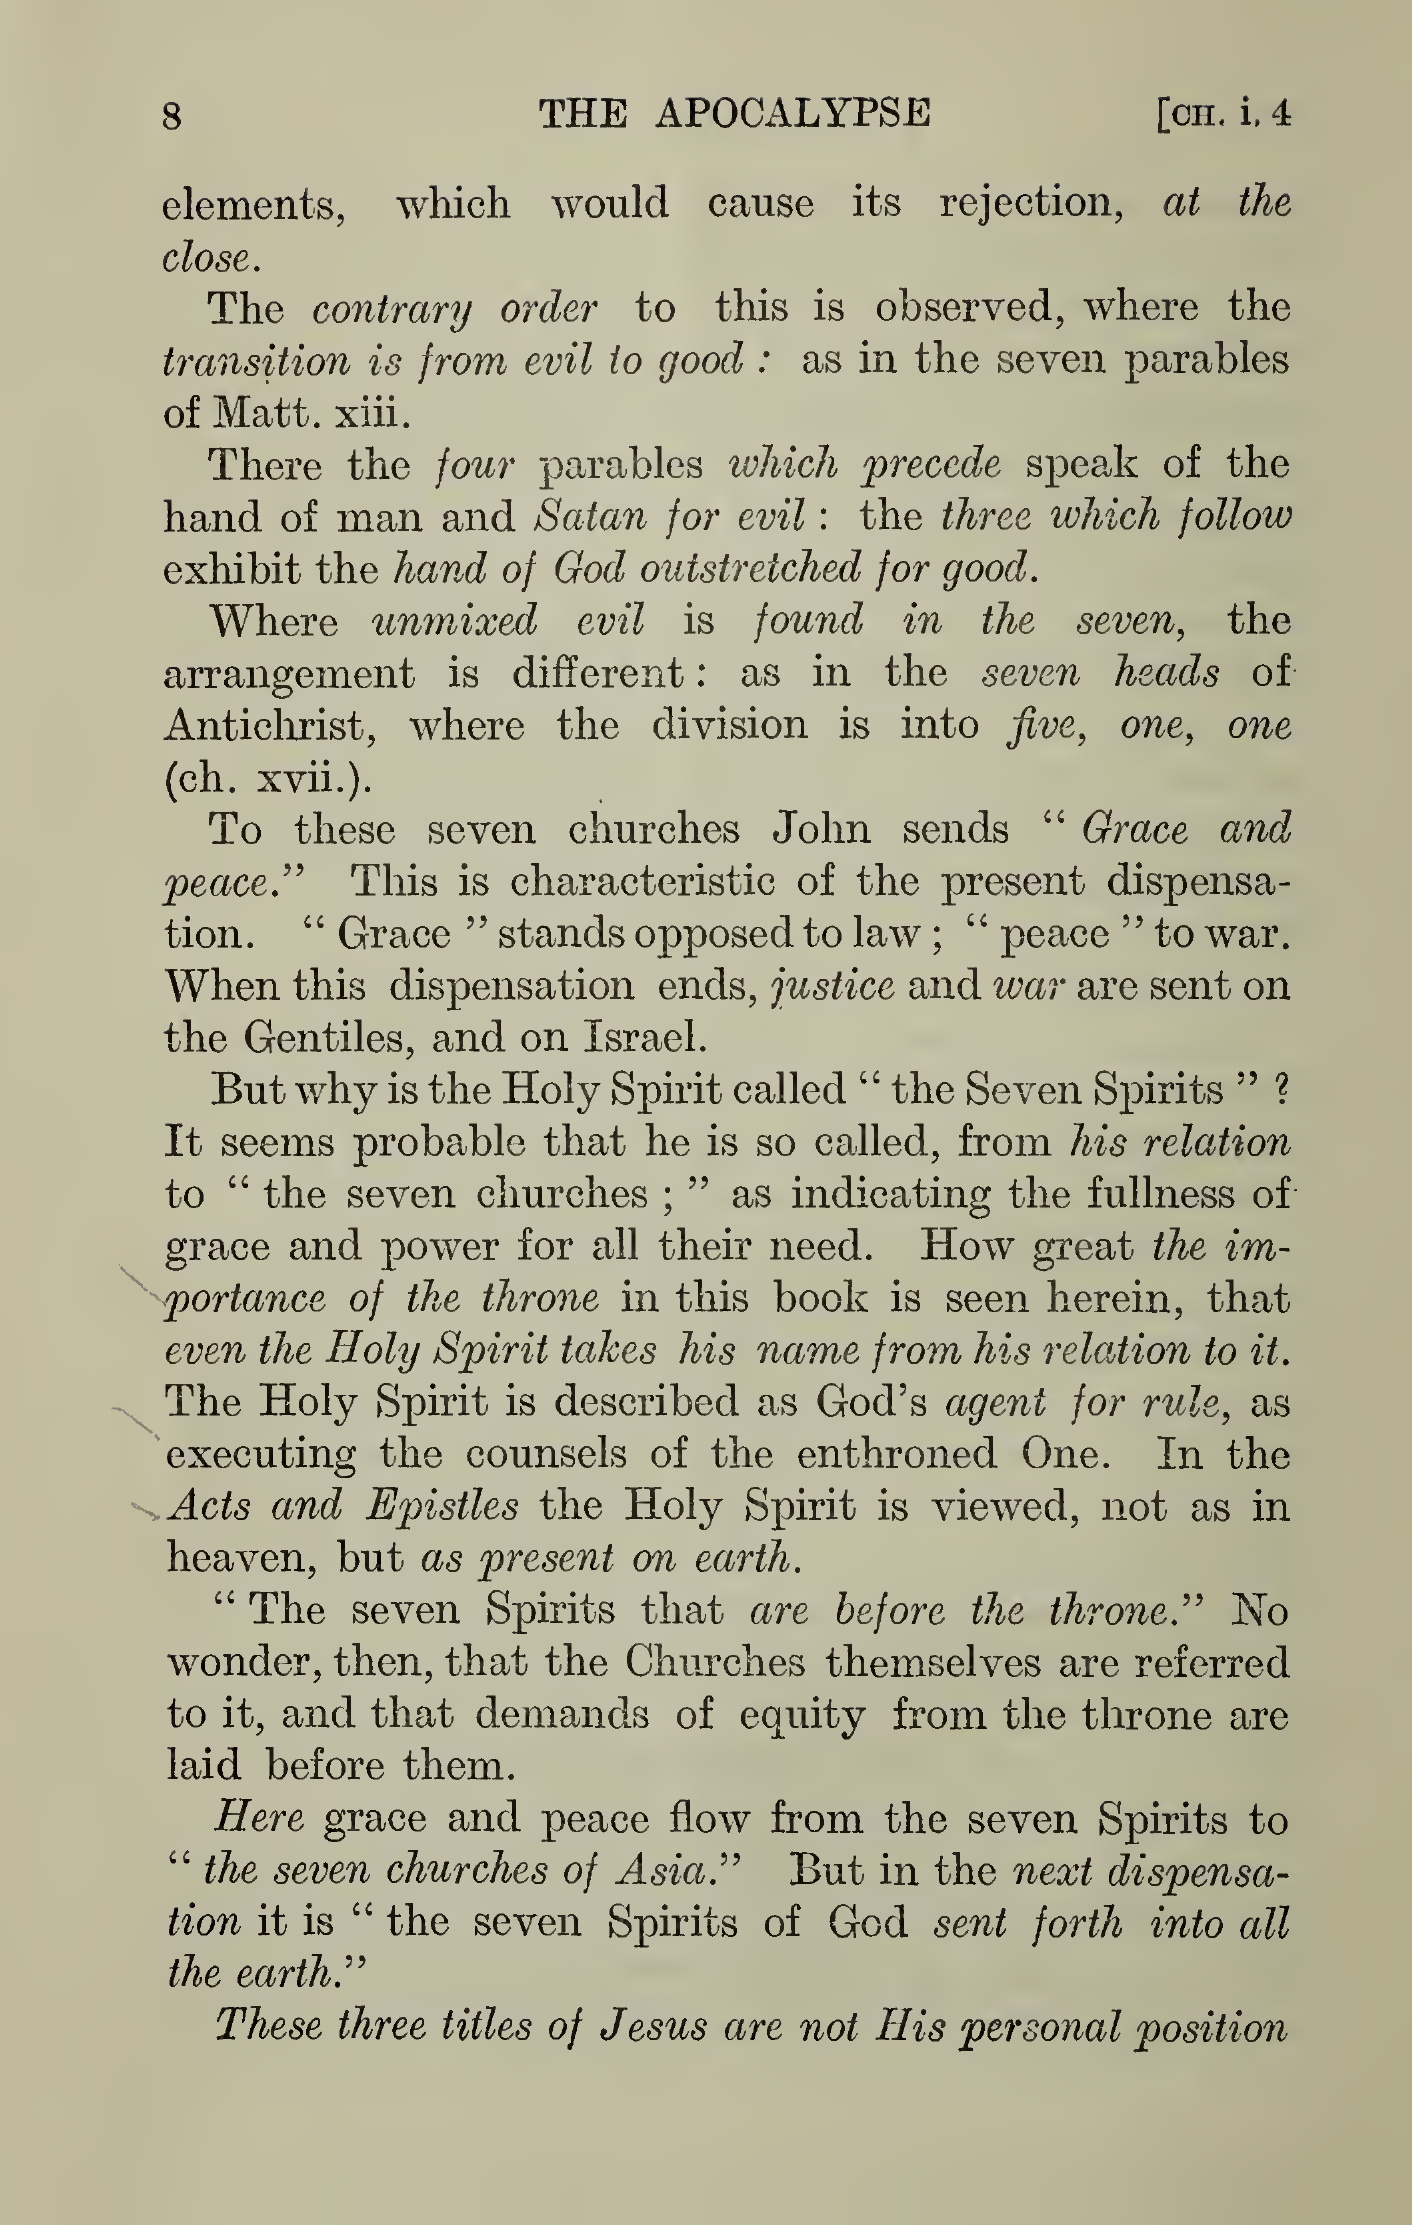 8 THE APOCALYPSE [CH. i. 4
elements, which would cause its rejection, at the
close.
The contrary order to this is observed, where the
transition is from evil to good : as in the seven parables
of Matt. xiii.
There the four parables which precede speak of the
hand of man and Satan for evil : the three which follow
exhibit the hand of God outstretched for good.
Where unmixed evil is found in the seven, the
arrangement is different : as in the seven heads of
Antichrist, where the division is into five, one, one
(ch. xvii.).
To these seven churches John sends “ Grace and
peace.” This is characteristic of the present dispensa-
tion. “ Grace ” stands opposed to law ; “ peace ” to war.
When this dispensation ends, justice and war are sent on
the Gentiles, and on Israel.
But why is the Holy Spirit called “ the Seven Spirits ” ?
It seems probable that he is so called, from his relation
to “ the seven churches ; ” as indicating the fullness of
grace and power for all their need. How great the im-
portance of the throne in this book is seen herein, that
even the Holy Spirit takes his name from his relation to it.
The Holy Spirit is described as God’s agent for rule, as
executing the counsels of the enthroned One. In the
Acts and Epistles the Holy Spirit is viewed, not as in
heaven, but as present on earth.
“ The seven Spirits that are before the throne.” No
wonder, then, that the Churches themselves are referred
to it, and that demands of equity from the throne are
laid before them.
Here grace and peace flow from the seven Spirits to
“ the seven churches of Asia.” But in the next dispensa-
tion it is “ the seven Spirits of God sent forth into all
the earth.”
These three titles of Jesus are not His personal position